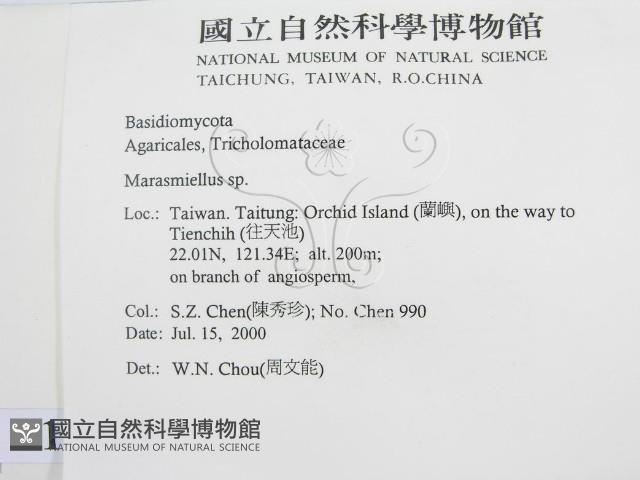 國立自然科學博物館
NATIONAL MUSEUM OF NATURAL SCIENCE
TAICHUNG, TAIWAN, R.O.CHINA
Basidiomycota
Agaricales, Tricholomataceae
Marasmiellus sp.
Loc.: Taiwan. Taitung: Orchid Island (蘭嶼), on the way to
Tienchih (往天池)
22.01N, 121.34E; alt. 200m;
on branch of angiosperm,
Col.: S.Z. Chen(陳秀珍); No. Chen 990
Date: Jul. 15, 2000
Det.: W.N. Chou(周文能)
1
國立自然科學博物館
NATIONAL MUSEUM OF NATURAL SCIENCE